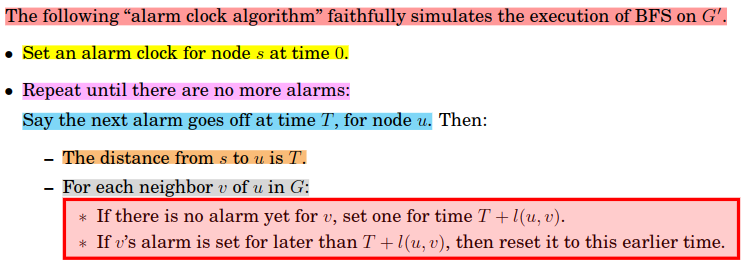 The following “alarm clock algorithm” faithfully simulates the execution of BFS on G′.
• Set an alarm clock for node s at time 0.
• Repeat until there are no more alarms:
Say the next alarm goes off at time T, for node u. Then:
– The distance from s to u is T.
– For each neighbor v of u in G:
∗ If there is no alarm yet for v, set one for time T + l(u, v).
∗ If v’s alarm is set for later than T + l(u, v), then reset it to this earlier time.